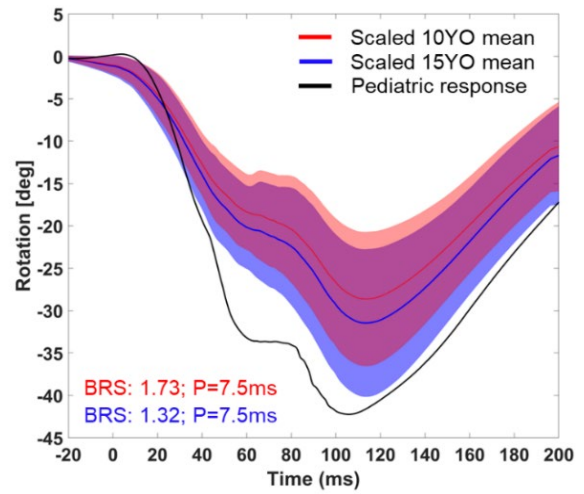 5
0
-5
-10
-15
-20
-25
-30
-35
-40
-45
Rotation [deg]
Scaled 10YO mean
Scaled 15YO mean
Pediatric response
BRS: 1.73; P=7.5ms
BRS: 1.32; P=7.5ms
-20 0 20 40 60 80 100 120 140 160 180 200
Time (ms)